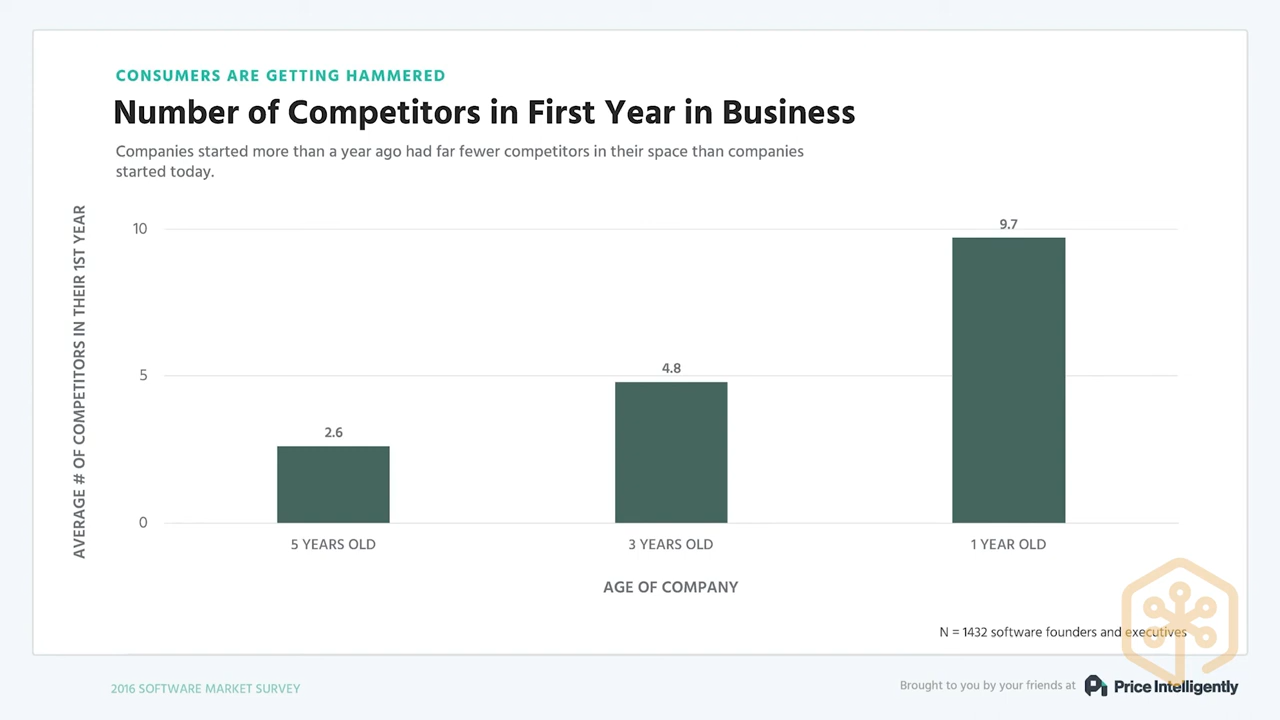 CONSUMERS ARE GETTING HAMMERED
Number of Competitors in First Year in Business
Companies started more than a year ago had far fewer competitors in their space than companies
started today.
AVERAGE # OF COMPETITORS IN THEIR 1ST YEAR
10
5
0
2.6
4.8
9.7
5 YEARS OLD
3 YEARS OLD
1 YEAR OLD
AGE OF COMPANY
N = 1432 software founders and executives
2016 SOFTWARE MARKET SURVEY
Brought to you by your friends at
Price Intelligently